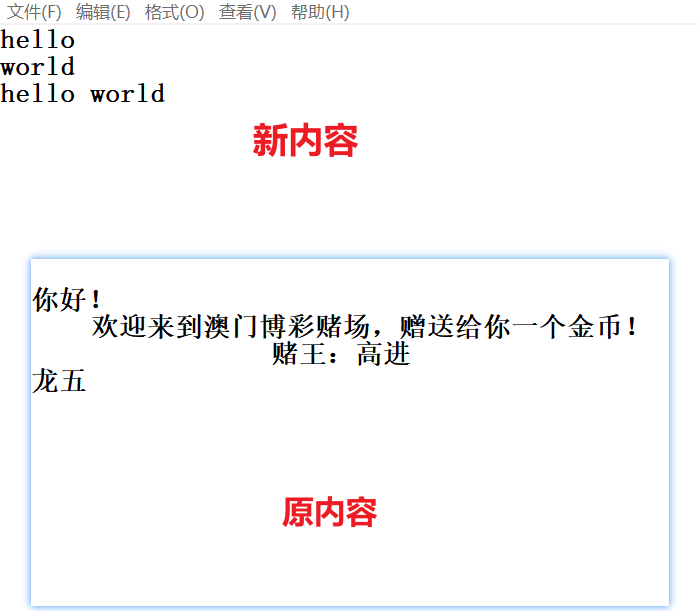 文件(F) 编辑(E) 格式(O) 查看(V) 帮助(H)
hello
world
hello world
新内容
你好！
欢迎来到澳门博彩赌场，赠送给你一个金币！
赌王：高进
龙五
原内容